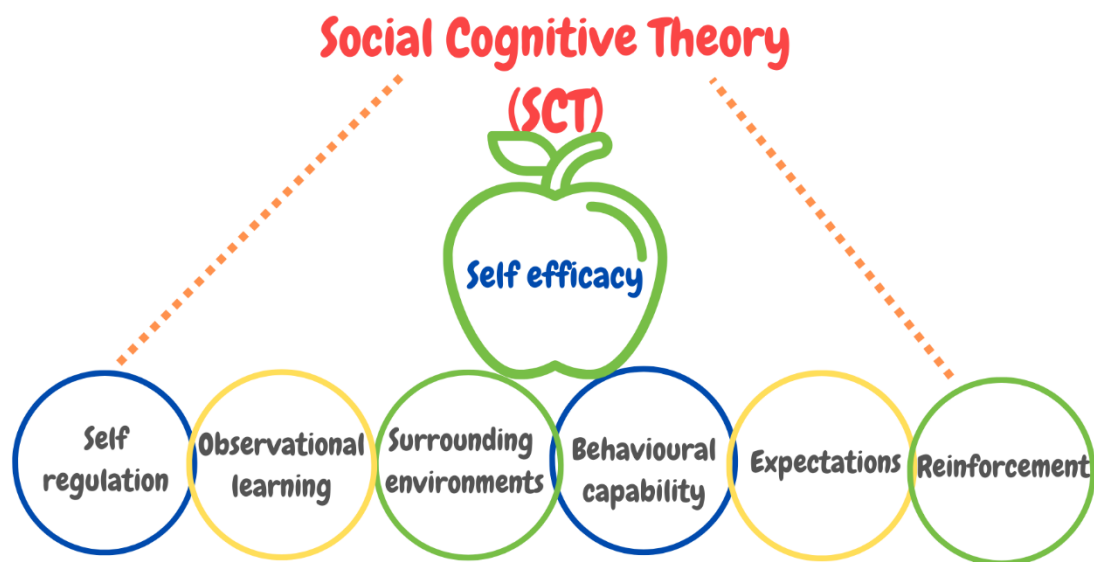 Social Cognitive Theory
(SCT)
Self efficacy
Self
regulation
Observational
learning
Surrounding
environments
Behavioural
capability
Expectations
Reinforcement